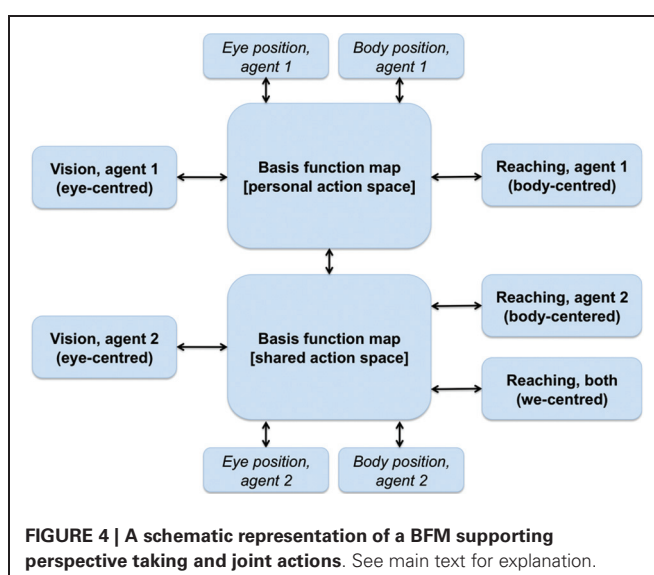 Eye position,
agent 1
Body position,
agent 1
Vision, agent 1
(eye-centred)
Basis function map
[personal action space]
Reaching, agent 1
(body-centred)
Vision, agent 2
(eye-centred)
Basis function map
[shared action space]
Reaching, agent 2
(body-centered)
Reaching, both
(we-centred)
Eye position,
agent 2
Body position,
agent 2
FIGURE 4 | A schematic representation of a BFM supporting
perspective taking and joint actions. See main text for explanation.